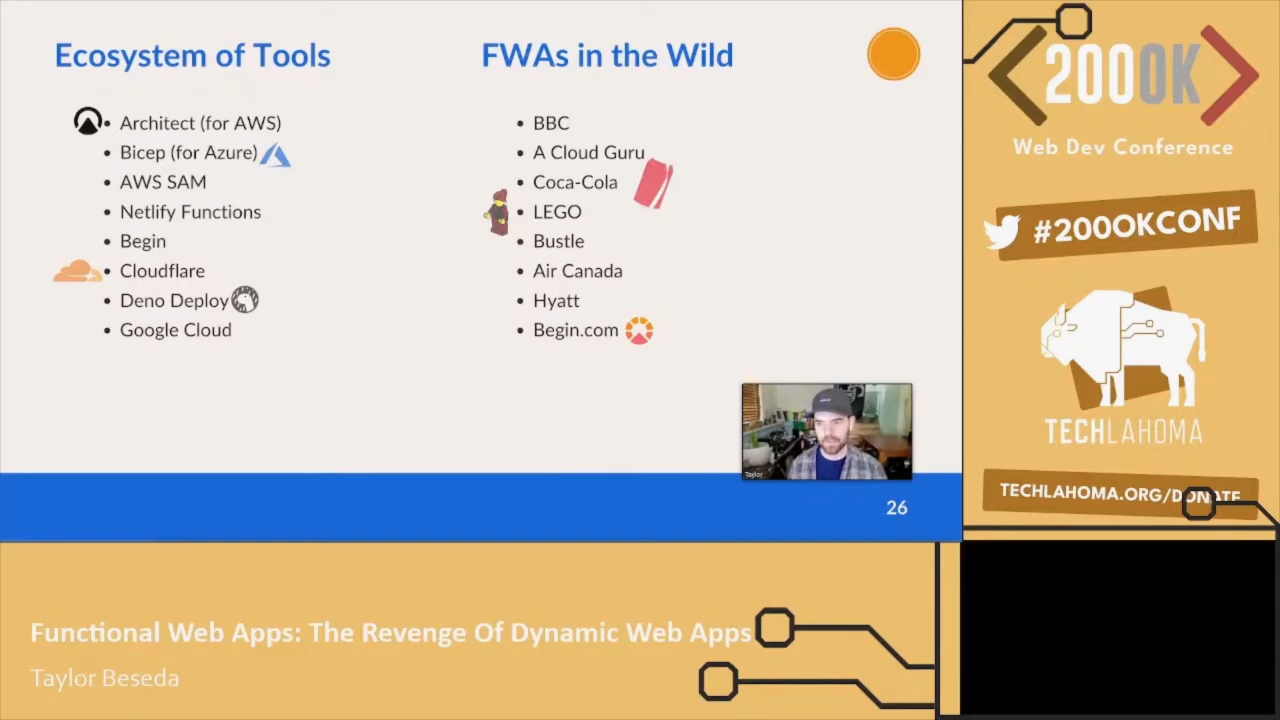 Ecosystem of Tools
Architect (for AWS)
Bicep (for Azure)
AWS SAM
Netlify Functions
Begin
Cloudflare
Deno Deploy
Google Cloud
FWAs in the Wild
BBC
A Cloud Guru
Coca-Cola
LEGO
Bustle
Air Canada
Hyatt
Begin.com
Taylor
26
200OK
Web Dev Conference
#200OKCONF
TECHLAHOMA
TECHLAHOMA.ORG/DONATE
Functional Web Apps: The Revenge Of Dynamic Web Apps
Taylor Beseda